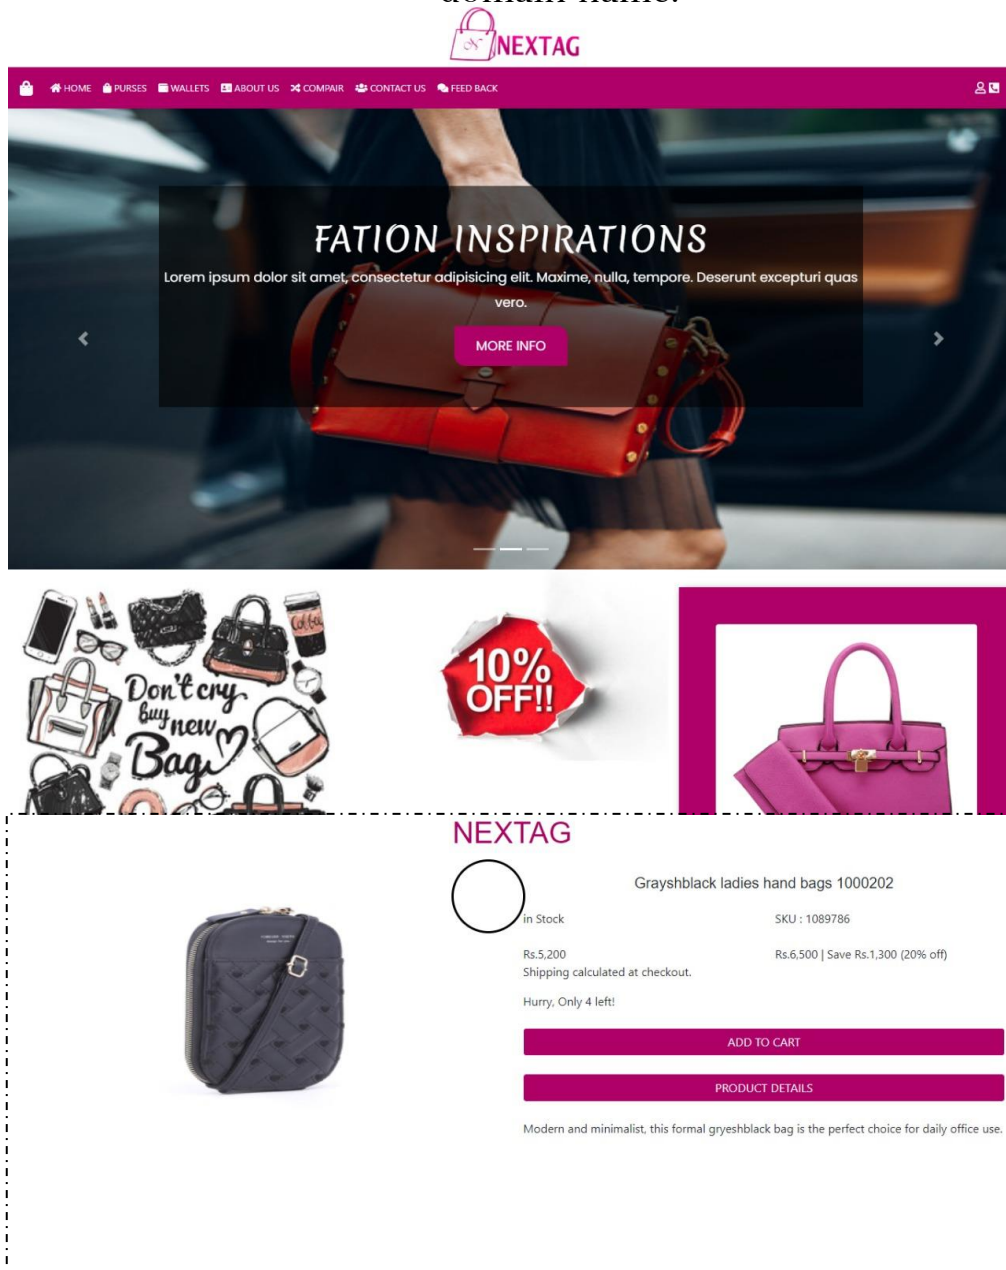 domain name.
NEXTAG
HOME PURSES WALLETS ABOUT US COMPAIR CONTACT US FEED BACK
FATION INSPIRATIONS
Lorem ipsum dolor sit amet, consectetur adipisicing elit. Maxime, nulla, tempore. Deserunt excepturi quas
vero.
MORE INFO
Coffee
Don't cry
buy new
Bag
10%
OFF!!
NEXTAG
Grayshblack ladies hand bags 1000202
in Stock
SKU : 1089786
Rs.5,200
Rs.6,500 | Save Rs.1,300 (20% off)
Shipping calculated at checkout.
Hurry, Only 4 left!
ADD TO CART
PRODUCT DETAILS
Modern and minimalist, this formal gryeshblack bag is the perfect choice for daily office use.